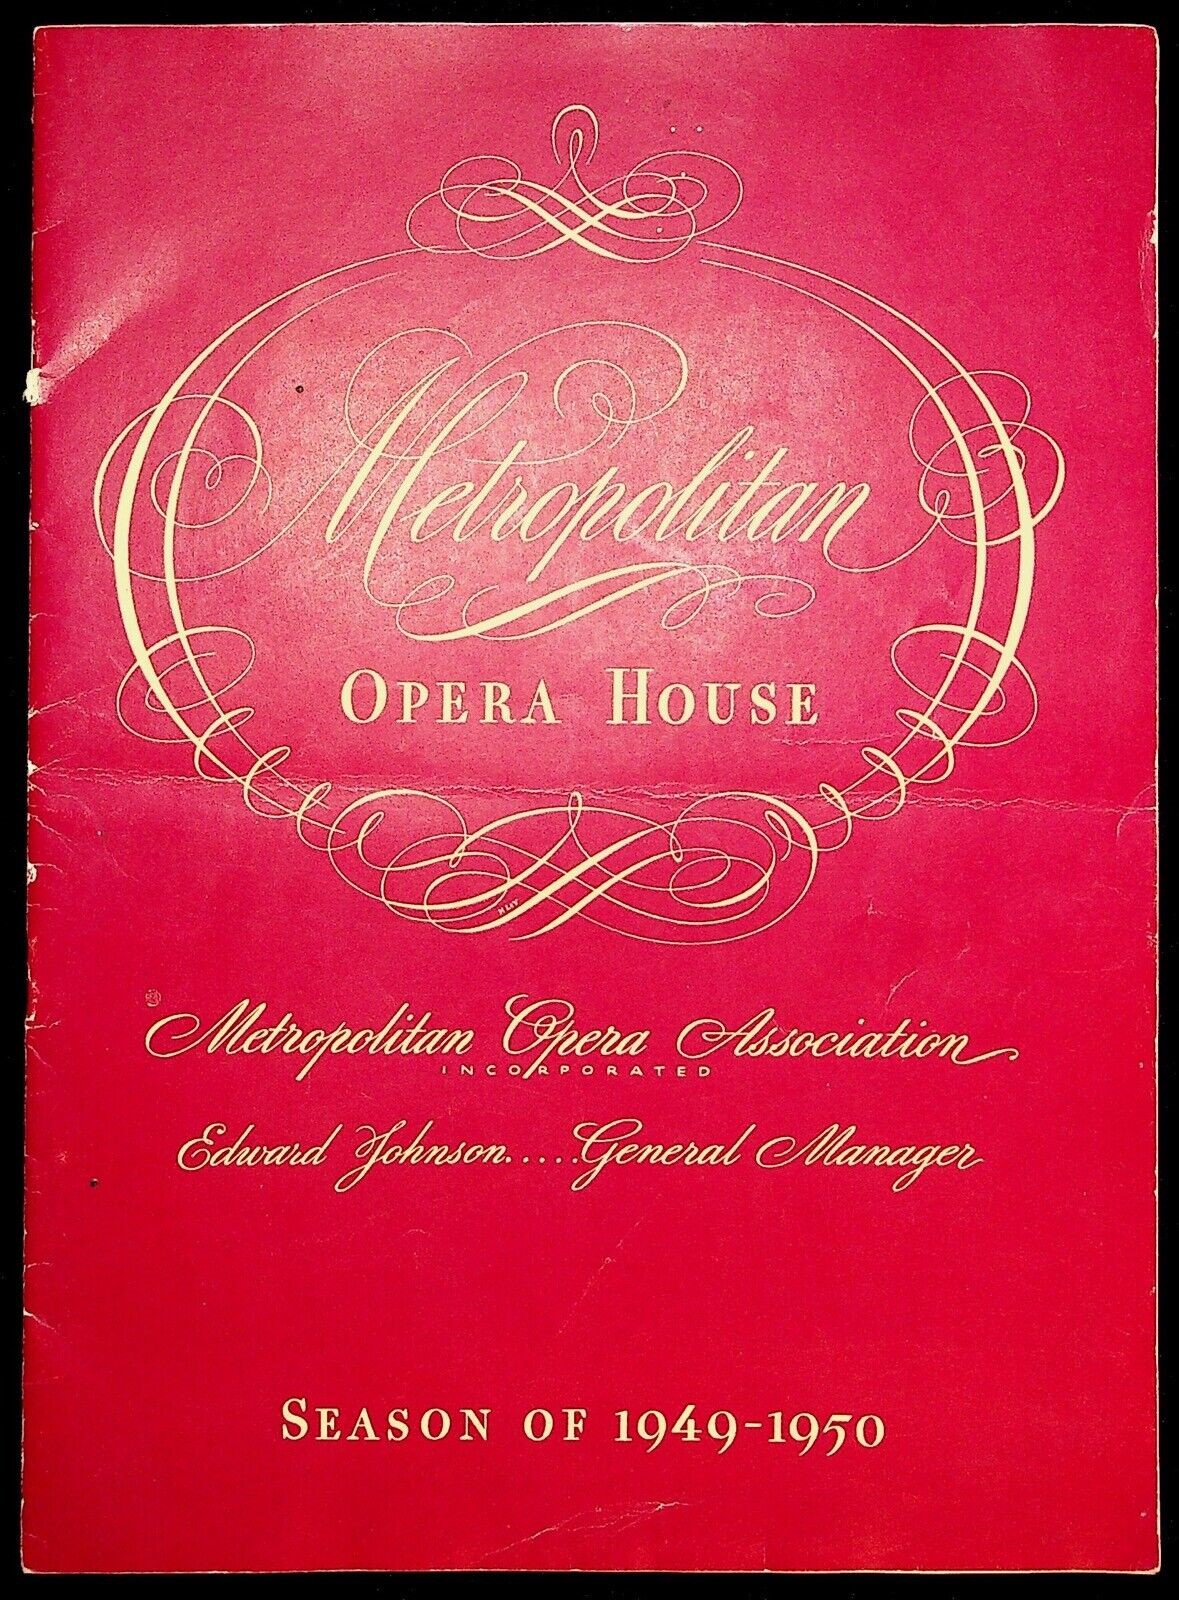 Metropolitan
OPERA HOUSE
Metropolitan Opera Association
INCORPORATED
Edward Johnson.....General Manager
SEASON OF 1949-1950